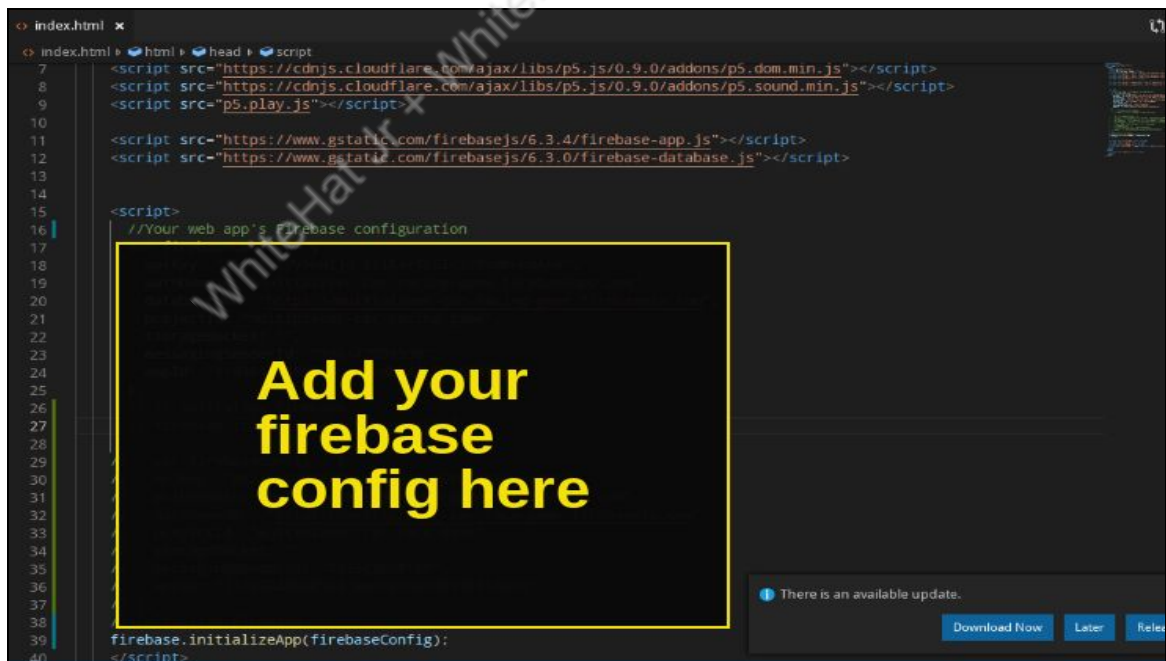 index.html ×
index.html html head script
7 <script src="https://cdnjs.cloudflare.com/ajax/libs/p5.js/0.9.0/addons/p5.dom.min.js"></script>
8 <script src="https://cdnjs.cloudflare.com/ajax/libs/p5.js/0.9.0/addons/p5.sound.min.js"></script>
9 <script src="p5.play.js"></script>
10
11 <script src="https://www.gstatic.com/firebasejs/6.3.4/firebase-app.js"></script>
12 <script src="https://www.gstatic.com/firebasejs/6.3.0/firebase-database.js"></script>
13
14
15 <script>
16 //Your web app's Firebase configuration
17
18
19
20
21
22
23
24
25
26
27
28
29
30
31
32
33
34
35
36
37
38
39 firebase.initializeApp(firebaseConfig);
40 </script>
Add your
firebase
config here
There is an available update.
Download Now Later Relea
WhiteHat Jr + White